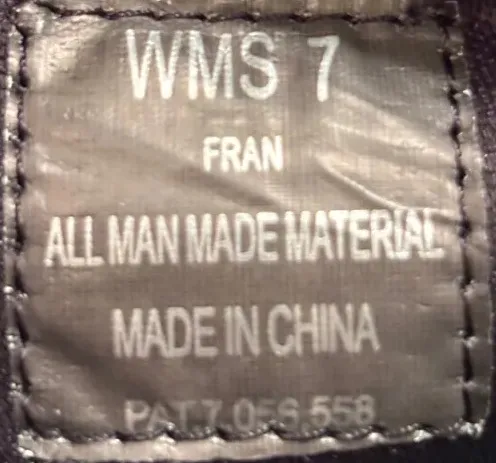 WMS 7
FRAN
ALL MAN MADE MATERIAL
MADE IN CHINA
PAT.7,056,558